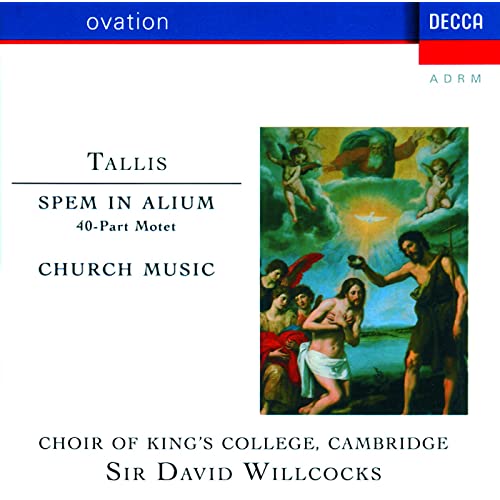 ovation
DECCA
ADRM
TALLIS
SPEM IN ALIUM
40-Part Motet
CHURCH MUSIC
CHOIR OF KING'S COLLEGE, CAMBRIDGE
SIR DAVID WILLCOCKS